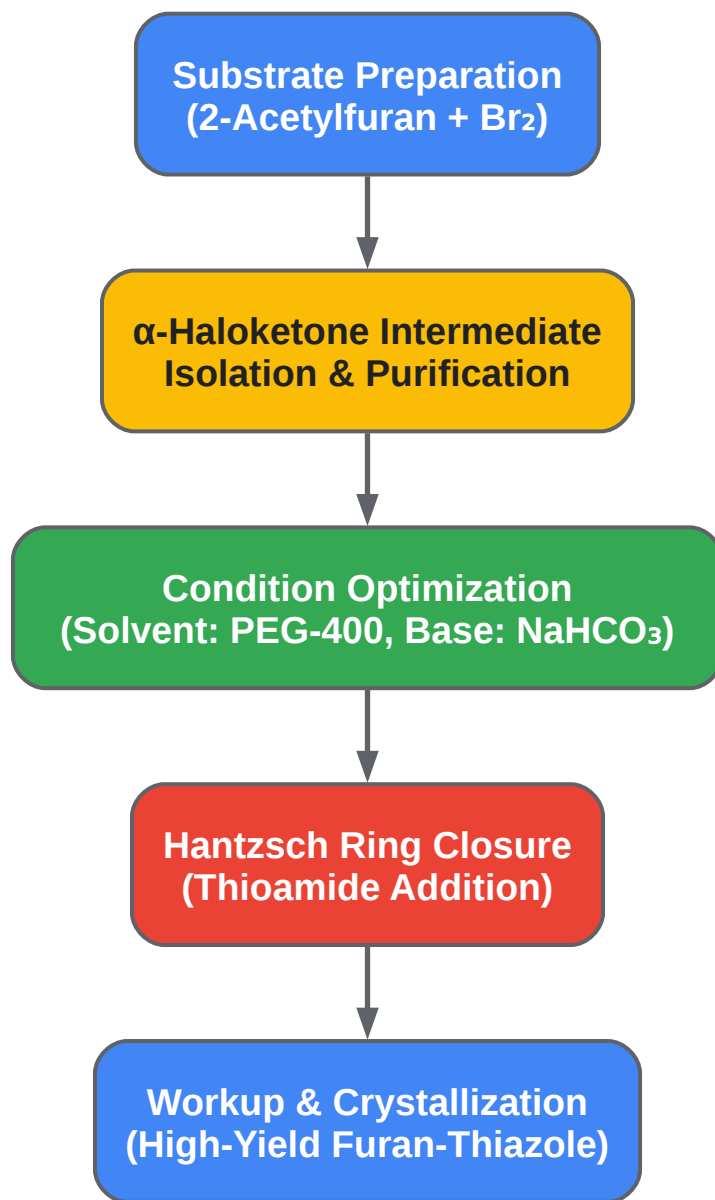 Substrate Preparation
(2-Acetylfuran + Br₂)
α-Haloketone Intermediate
Isolation & Purification
Condition Optimization
(Solvent: PEG-400, Base: NaHCO₃)
Hantzsch Ring Closure
(Thioamide Addition)
Workup & Crystallization
(High-Yield Furan-Thiazole)